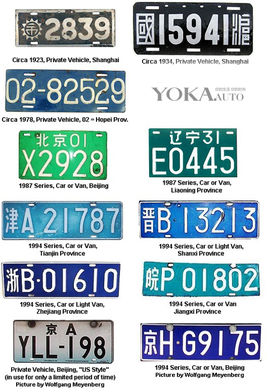 2839
國15941
Circa 1923, Private Vehicle, Shanghai
Circa 1934, Private Vehicle, Shanghai
02-82529
YOKA AUTO
Circa 1978, Private Vehicle, 02 = Hopei Prov.
北京01
X2928
辽宁31
E0445
1987 Series, Car or Van, Beijing
1987 Series, Car or Van,
Liaoning Province
津A·21787
晋B·13213
1994 Series, Car or Van,
Tianjin Province
1994 Series, Car or Light Van,
Shanxi Province
浙B·01610
皖P·01802
1994 Series, Car or Light Van,
Zhejiang Province
1994 Series, Car or Van
Jiangxi Province
京A
YLL-198
京H·G9175
Private Vehicle, Beijing, "US Style"
(in use for only a limited period of time)
Picture by Wolfgang Meyenberg
1994 Series, Car or Van, Beijing
Picture by Wolfgang Meyenberg